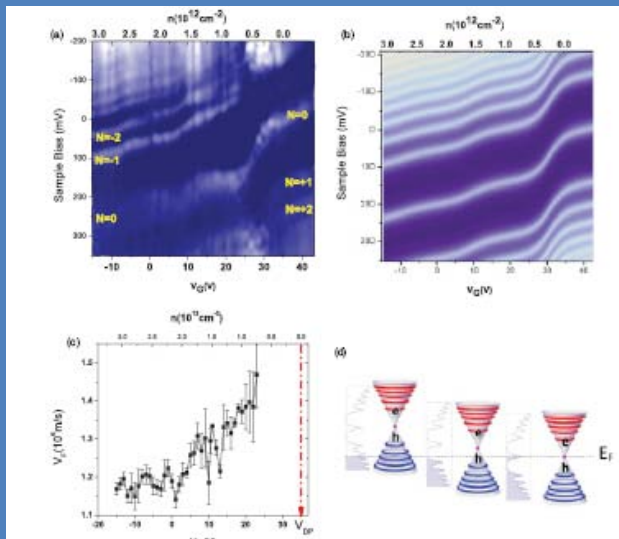 n(10¹²cm⁻²)
3.0 2.5 2.0 1.5 1.0 0.5 0.0
(a)
-200
-100
0
100
200
300
Sample Bias (mV)
N=-2
N=-1
N=0
N=0
N=+1
N=+2
-10 0 10 20 30 40
V_G(V)
n(10¹²cm⁻²)
3.0 2.5 2.0 1.5 1.0 0.5 0.0
(b)
0
Sample Bias (mV)
-10 0 10 20 30 40
V_G(V)
(c)
1.5
1.4
1.3
1.2
1.1
V_F(10⁶m/s)
-20 -10 0 10 20 30
V_DP
(d)
e
h
e
h
e
h
E_F